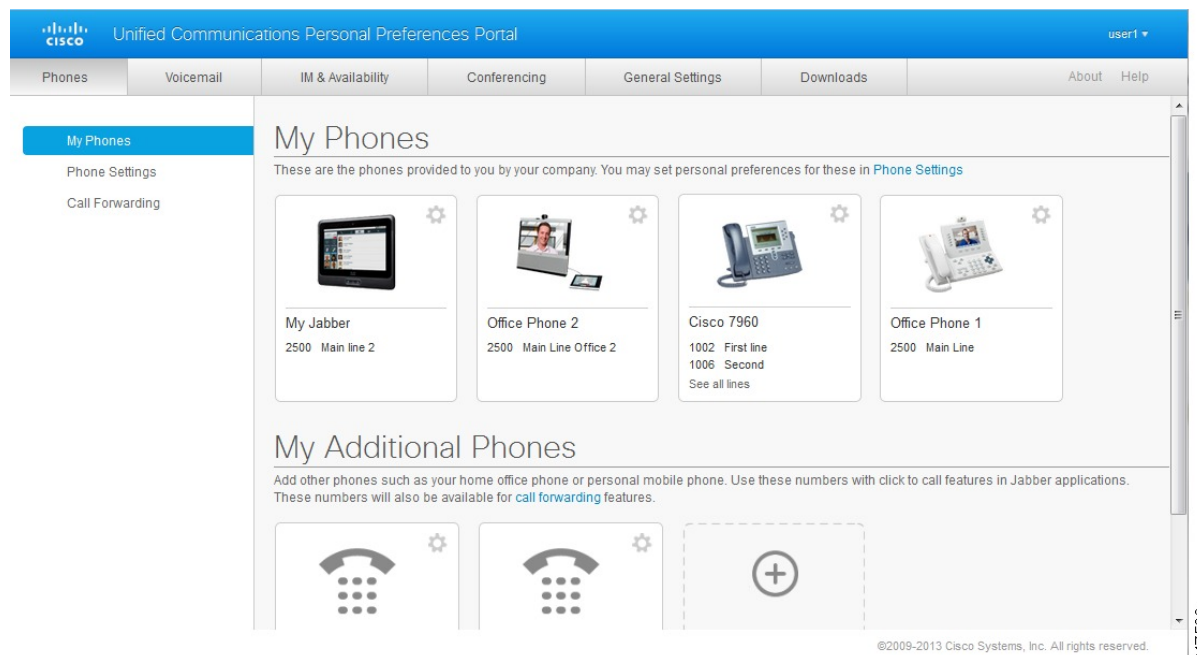 CISCO Unified Communications Personal Preferences Portal user1
Phones Voicemail IM & Availability Conferencing General Settings Downloads About Help
My Phones
Phone Settings
Call Forwarding
My Phones
These are the phones provided to you by your company. You may set personal preferences for these in Phone Settings
My Jabber
2500 Main line 2
Office Phone 2
2500 Main Line Office 2
Cisco 7960
1002 First line
1006 Second
See all lines
Office Phone 1
2500 Main Line
My Additional Phones
Add other phones such as your home office phone or personal mobile phone. Use these numbers with click to call features in Jabber applications.
These numbers will also be available for call forwarding features.
©2009-2013 Cisco Systems, Inc. All rights reserved.